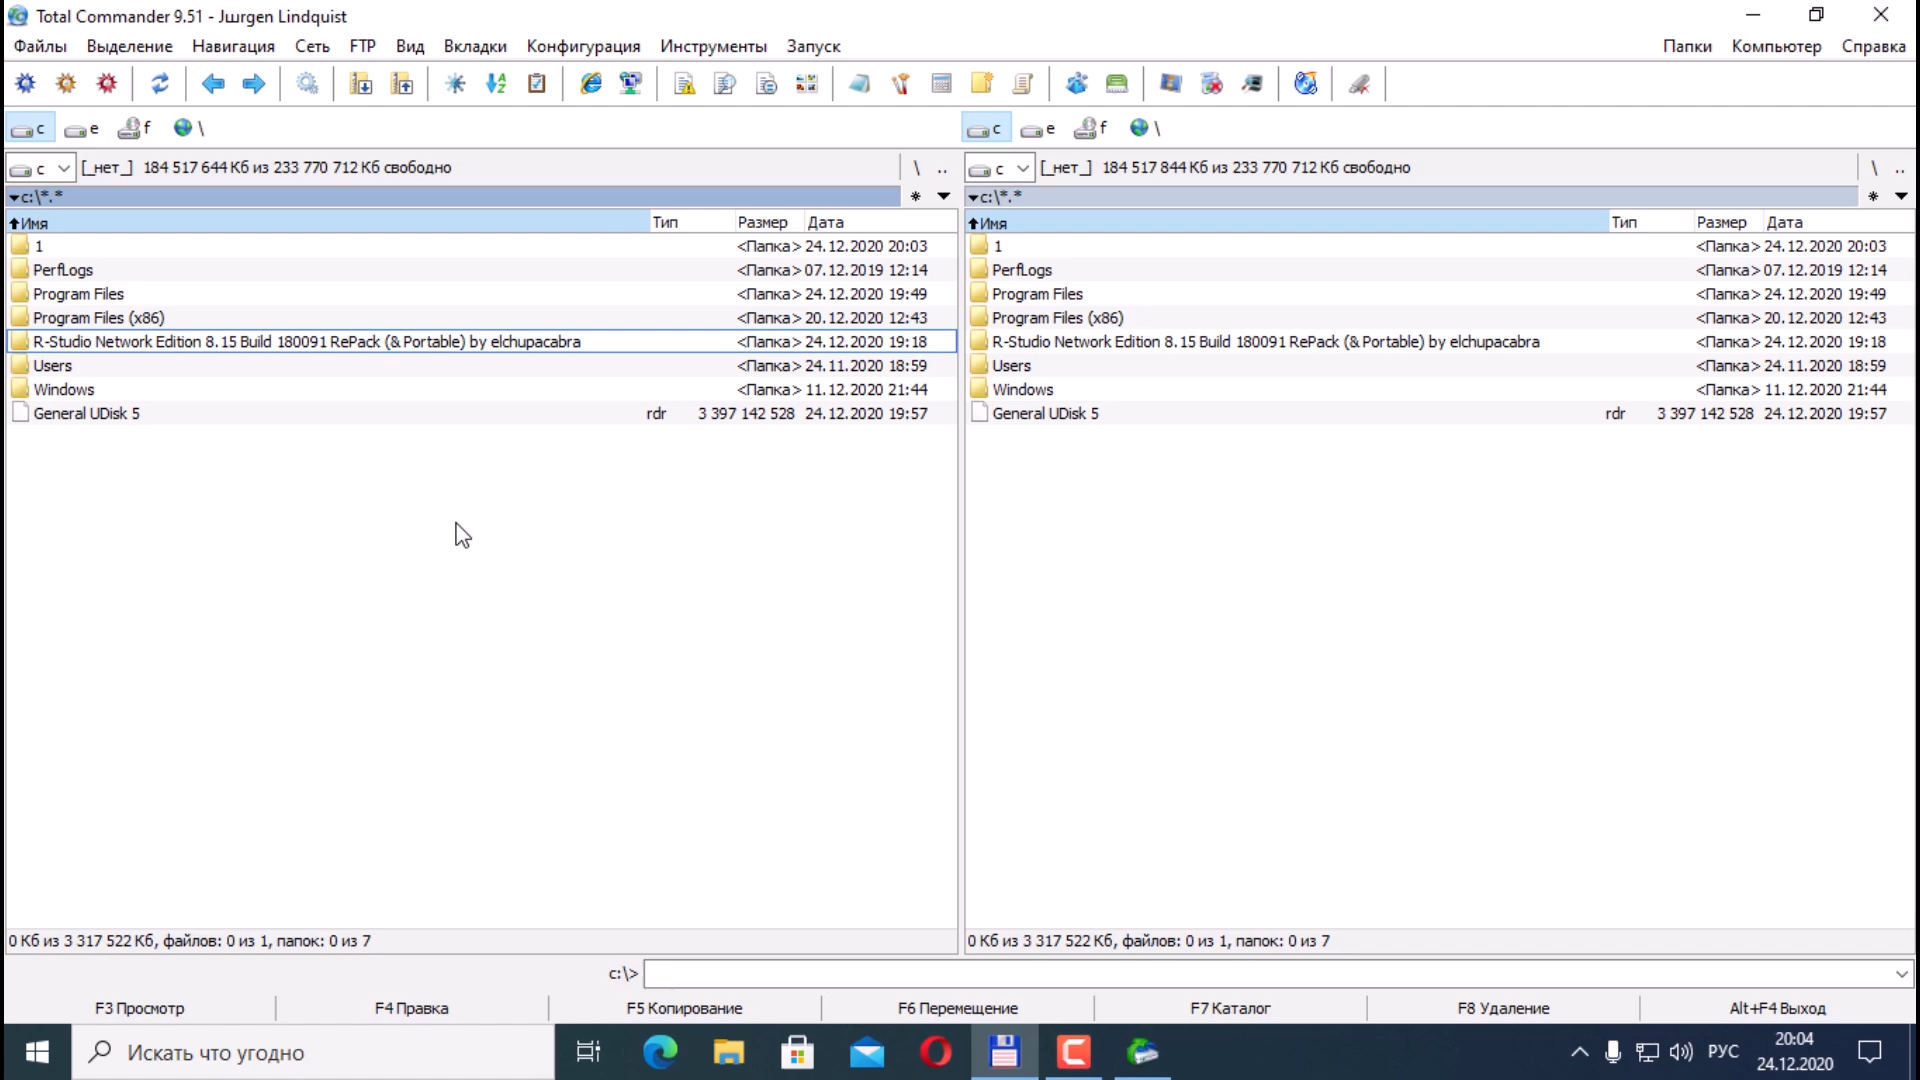 Total Commander 9.51 - Jшrgen Lindquist
Файлы Выделение Навигация Сеть FTP Вид Вкладки Конфигурация Инструменты Запуск Папки Компьютер Справка
c e f \
c e f \
c [_нет_] 184 517 644 Кб из 233 770 712 Кб свободно \ ..
c [_нет_] 184 517 844 Кб из 233 770 712 Кб свободно \ ..
c:\*.* *
c:\*.* *
Имя Тип Размер Дата
1 <Папка> 24.12.2020 20:03
PerfLogs <Папка> 07.12.2019 12:14
Program Files <Папка> 24.12.2020 19:49
Program Files (x86) <Папка> 20.12.2020 12:43
R-Studio Network Edition 8.15 Build 180091 RePack (& Portable) by elchupacabra <Папка> 24.12.2020 19:18
Users <Папка> 24.11.2020 18:59
Windows <Папка> 11.12.2020 21:44
General UDisk 5 rdr 3 397 142 528 24.12.2020 19:57
0 Кб из 3 317 522 Кб, файлов: 0 из 1, папок: 0 из 7
Имя Тип Размер Дата
1 <Папка> 24.12.2020 20:03
PerfLogs <Папка> 07.12.2019 12:14
Program Files <Папка> 24.12.2020 19:49
Program Files (x86) <Папка> 20.12.2020 12:43
R-Studio Network Edition 8.15 Build 180091 RePack (& Portable) by elchupacabra <Папка> 24.12.2020 19:18
Users <Папка> 24.11.2020 18:59
Windows <Папка> 11.12.2020 21:44
General UDisk 5 rdr 3 397 142 528 24.12.2020 19:57
0 Кб из 3 317 522 Кб, файлов: 0 из 1, папок: 0 из 7
c:\>
F3 Просмотр F4 Правка F5 Копирование F6 Перемещение F7 Каталог F8 Удаление Alt+F4 Выход
Искать что угодно
РУС
20:04
24.12.2020